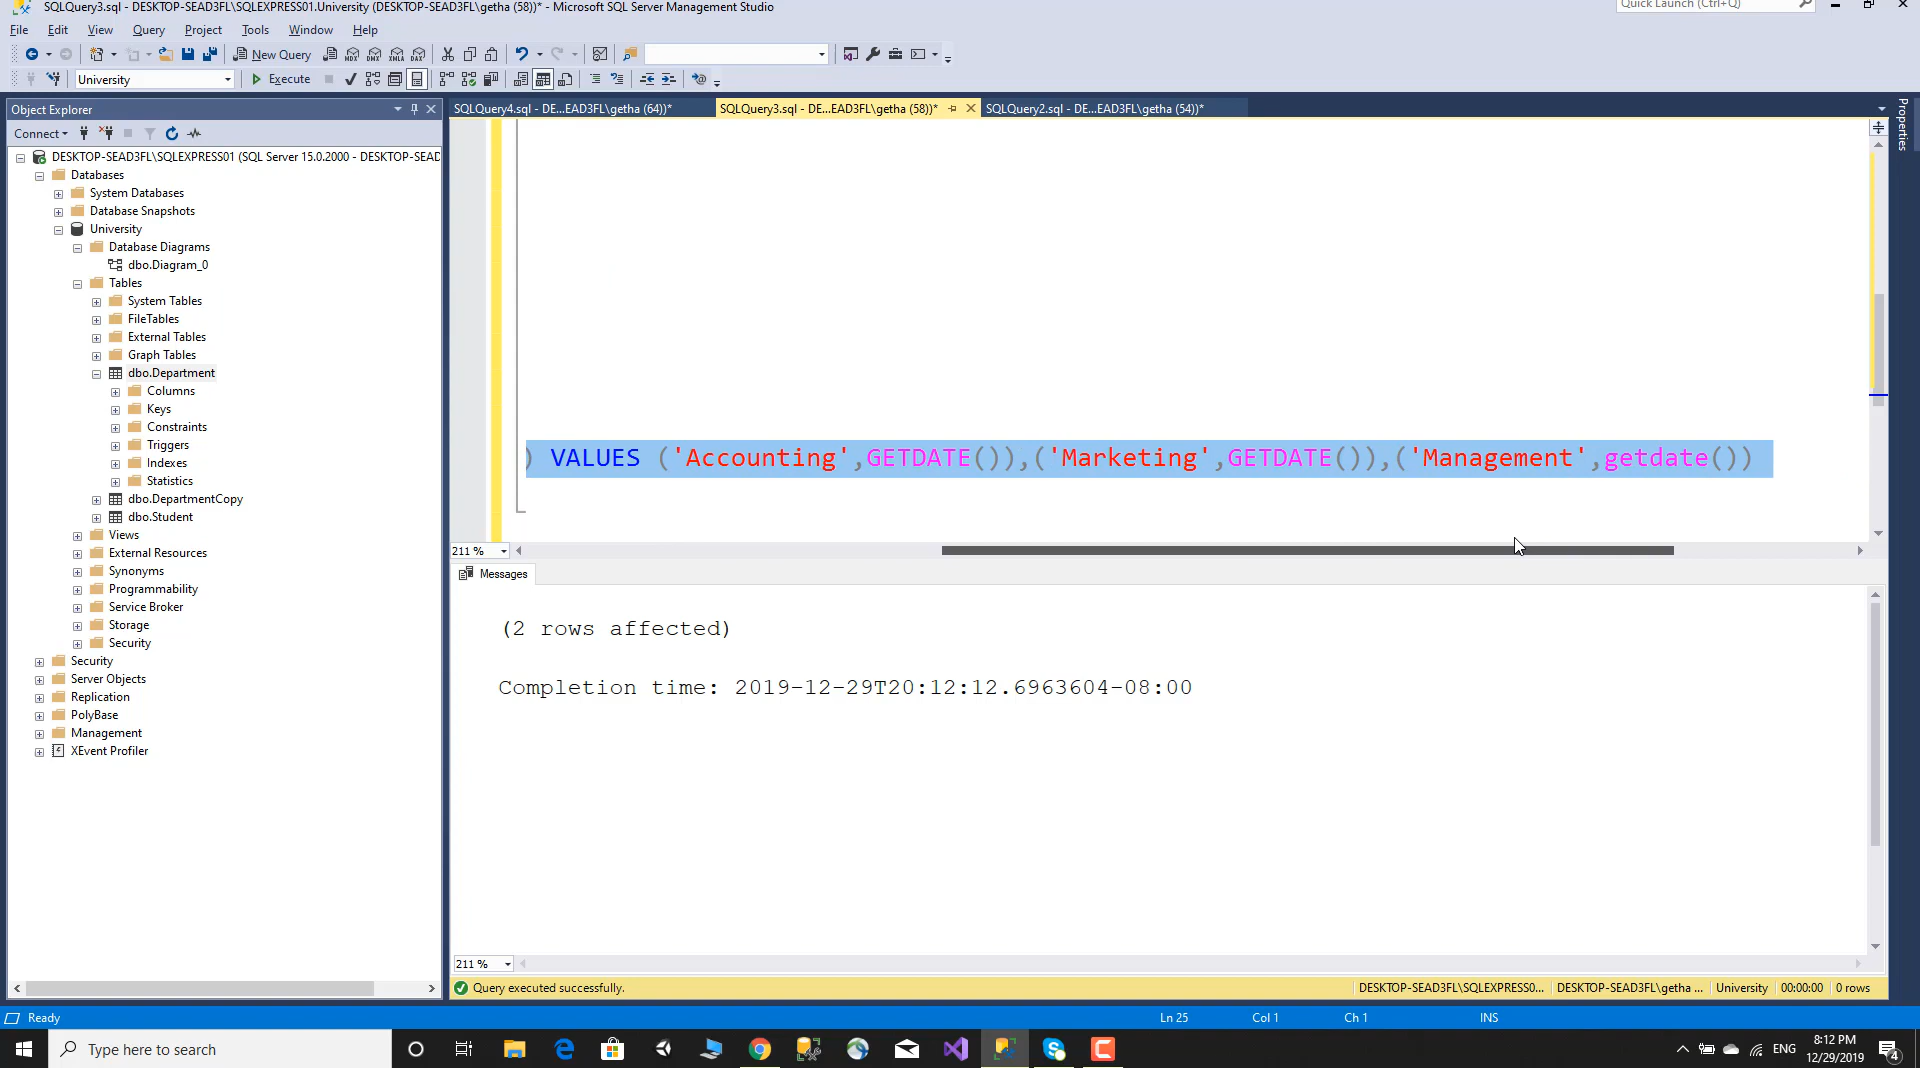 SQLQuery3.sql - DESKTOP-SEAD3FL\SQLEXPRESS01.University (DESKTOP-SEAD3FL\getha (58))* - Microsoft SQL Server Management Studio
Quick Launch (Ctrl+Q)
File Edit View Query Project Tools Window Help
New Query
University
Execute
Object Explorer
SQLQuery4.sql - DE...EAD3FL\getha (64))*
SQLQuery3.sql - DE...EAD3FL\getha (58))*
SQLQuery2.sql - DE...EAD3FL\getha (54))*
Properties
Connect
DESKTOP-SEAD3FL\SQLEXPRESS01 (SQL Server 15.0.2000 - DESKTOP-SEAD
Databases
System Databases
Database Snapshots
University
Database Diagrams
dbo.Diagram_0
Tables
System Tables
FileTables
External Tables
Graph Tables
dbo.Department
Columns
Keys
Constraints
Triggers
Indexes
Statistics
dbo.DepartmentCopy
dbo.Student
Views
External Resources
Synonyms
Programmability
Service Broker
Storage
Security
Security
Server Objects
Replication
PolyBase
Management
XEvent Profiler
) VALUES ('Accounting',GETDATE()),('Marketing',GETDATE()),('Management',getdate())
211 %
Messages
(2 rows affected)
Completion time: 2019-12-29T20:12:12.6963604-08:00
211 %
Query executed successfully.
DESKTOP-SEAD3FL\SQLEXPRESS0... DESKTOP-SEAD3FL\getha ... University 00:00:00 0 rows
Ready
Ln 25 Col 1 Ch 1 INS
Type here to search
ENG
8:12 PM
12/29/2019
4